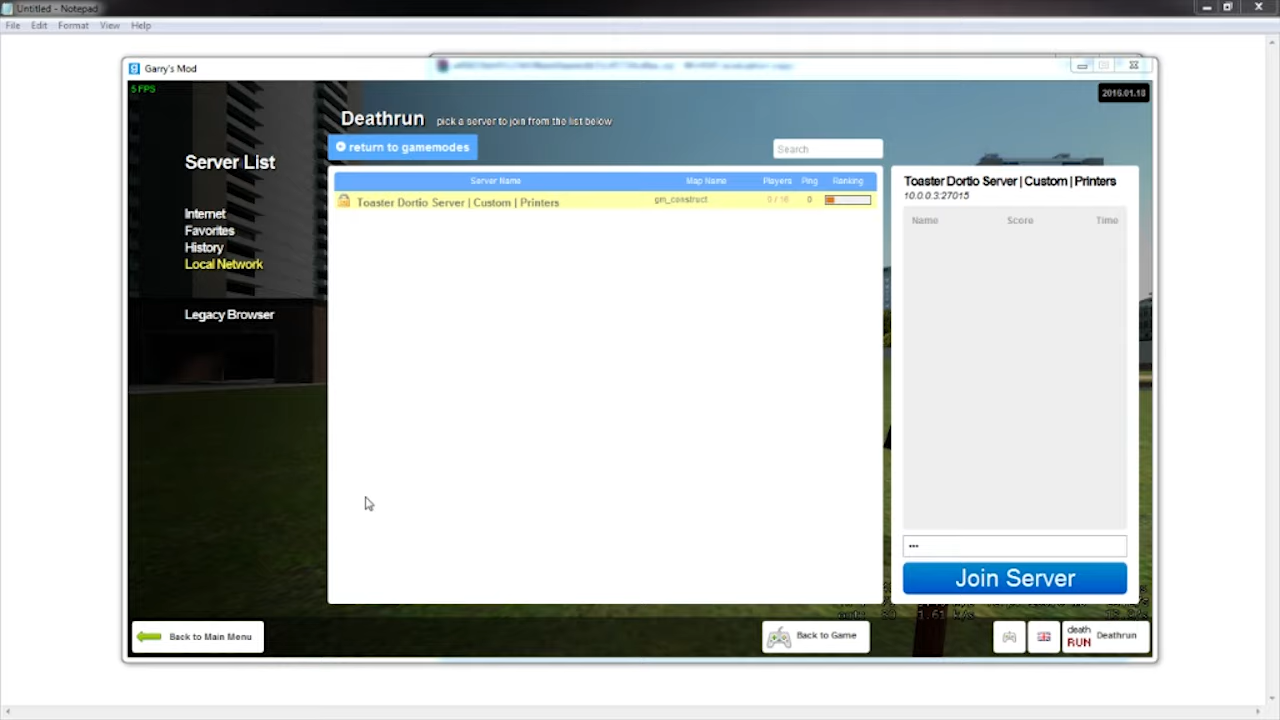 Untitled - Notepad
File Edit Format View Help
Garry's Mod
5 FPS
2016.01.18
Deathrun pick a server to join from the list below
Server List
return to gamemodes
Search
Server Name Map Name Players Ping Ranking
Toaster Dortio Server | Custom | Printers gm_construct 0 / 16 0
Internet
Favorites
History
Local Network
Legacy Browser
Toaster Dortio Server | Custom | Printers
10.0.0.3:27015
Name Score Time
•••
Join Server
Back to Main Menu
Back to Game
death
RUN
Deathrun